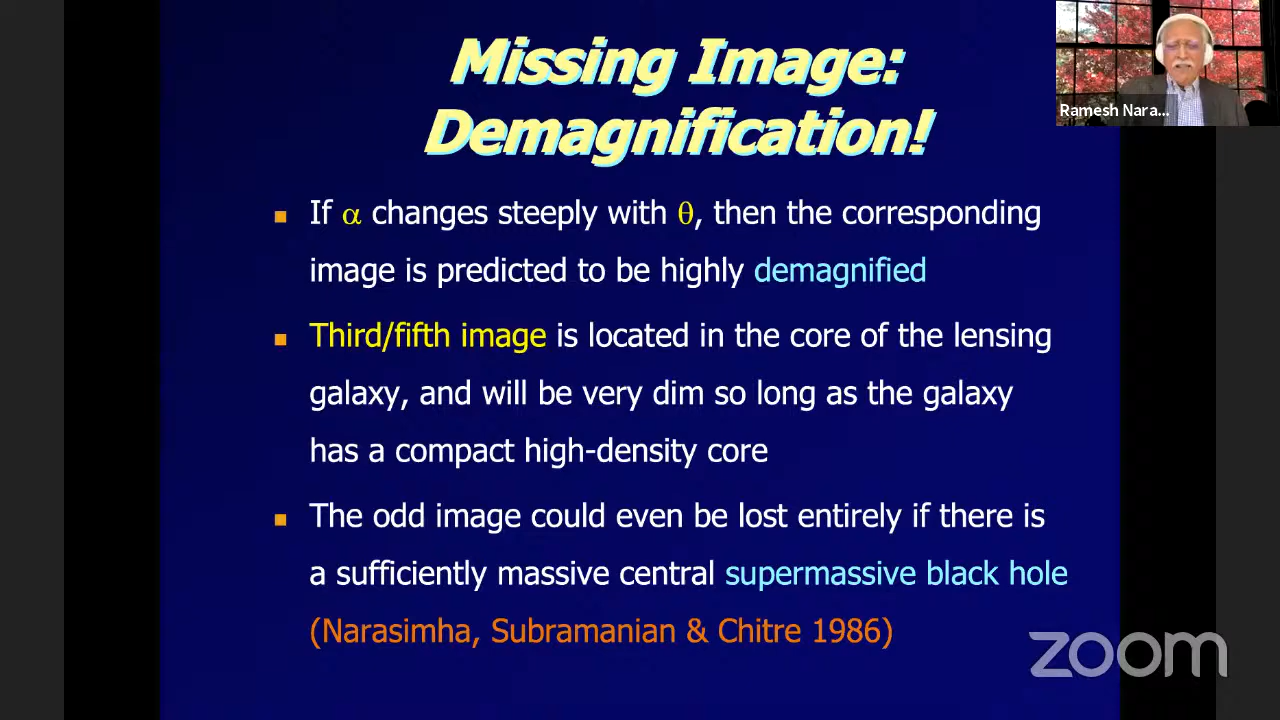 Missing Image:
Demagnification!
Ramesh Nara...
▪ If α changes steeply with θ, then the corresponding
image is predicted to be highly demagnified
▪ Third/fifth image is located in the core of the lensing
galaxy, and will be very dim so long as the galaxy
has a compact high-density core
▪ The odd image could even be lost entirely if there is
a sufficiently massive central supermassive black hole
(Narasimha, Subramanian & Chitre 1986)
zoom